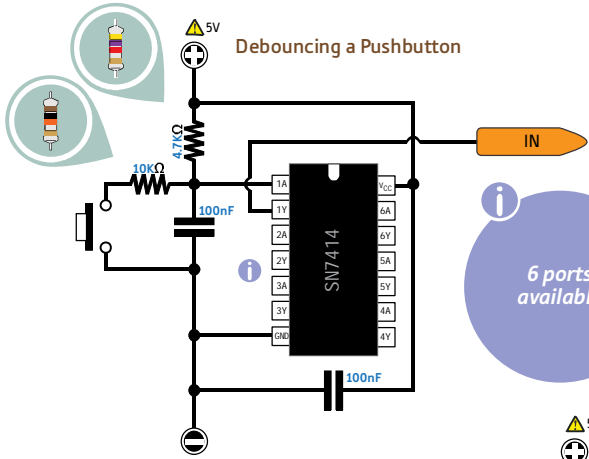 5V
Debouncing a Pushbutton
4.7KΩ
10KΩ
IN
1A
VCC
100nF
1Y
6A
2A
6Y
SN7414
2Y
5A
3A
5Y
3Y
4A
GND
4Y
6 ports
100nF